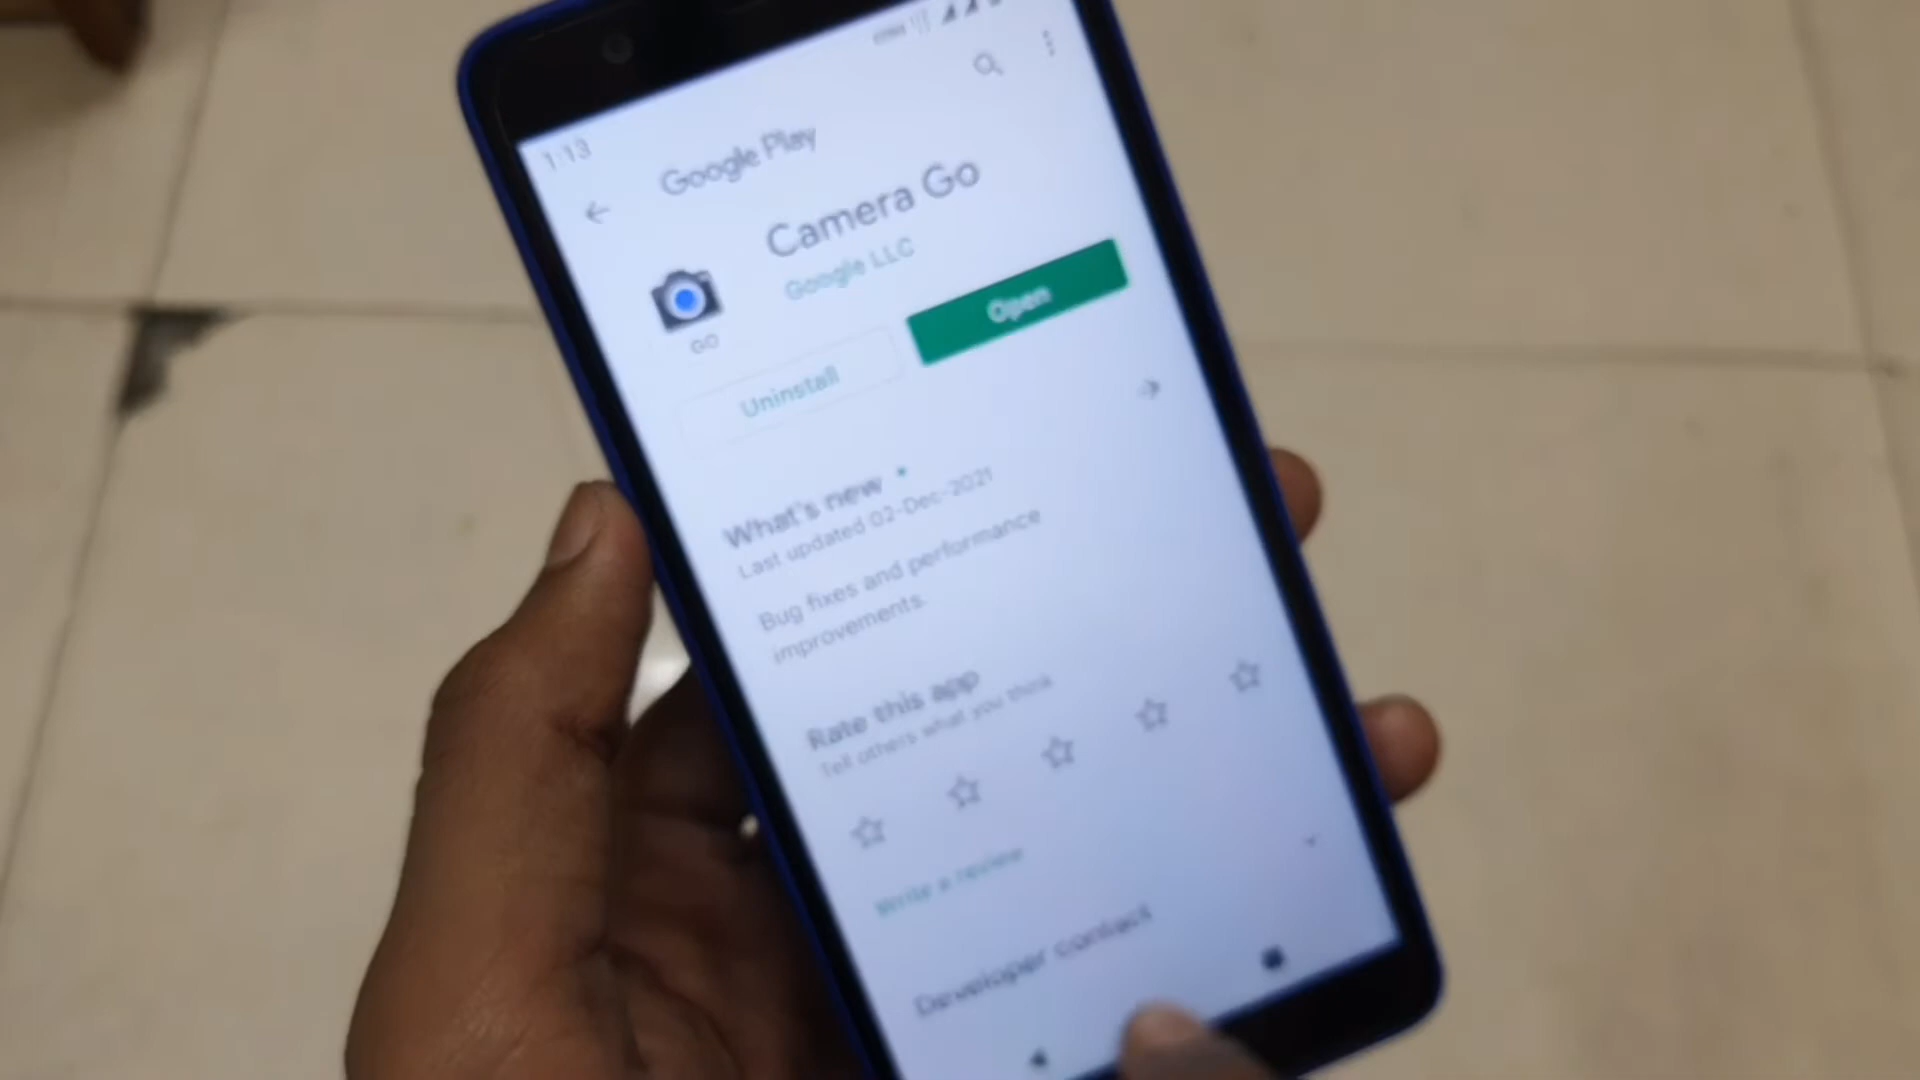 1:13
Google Play
Camera Go
Google LLC
GO
Uninstall
Open
What's new
Last updated 02-Dec-2021
Bug fixes and performance
improvements.
Rate this app
Tell others what you think
Write a review
Developer contact